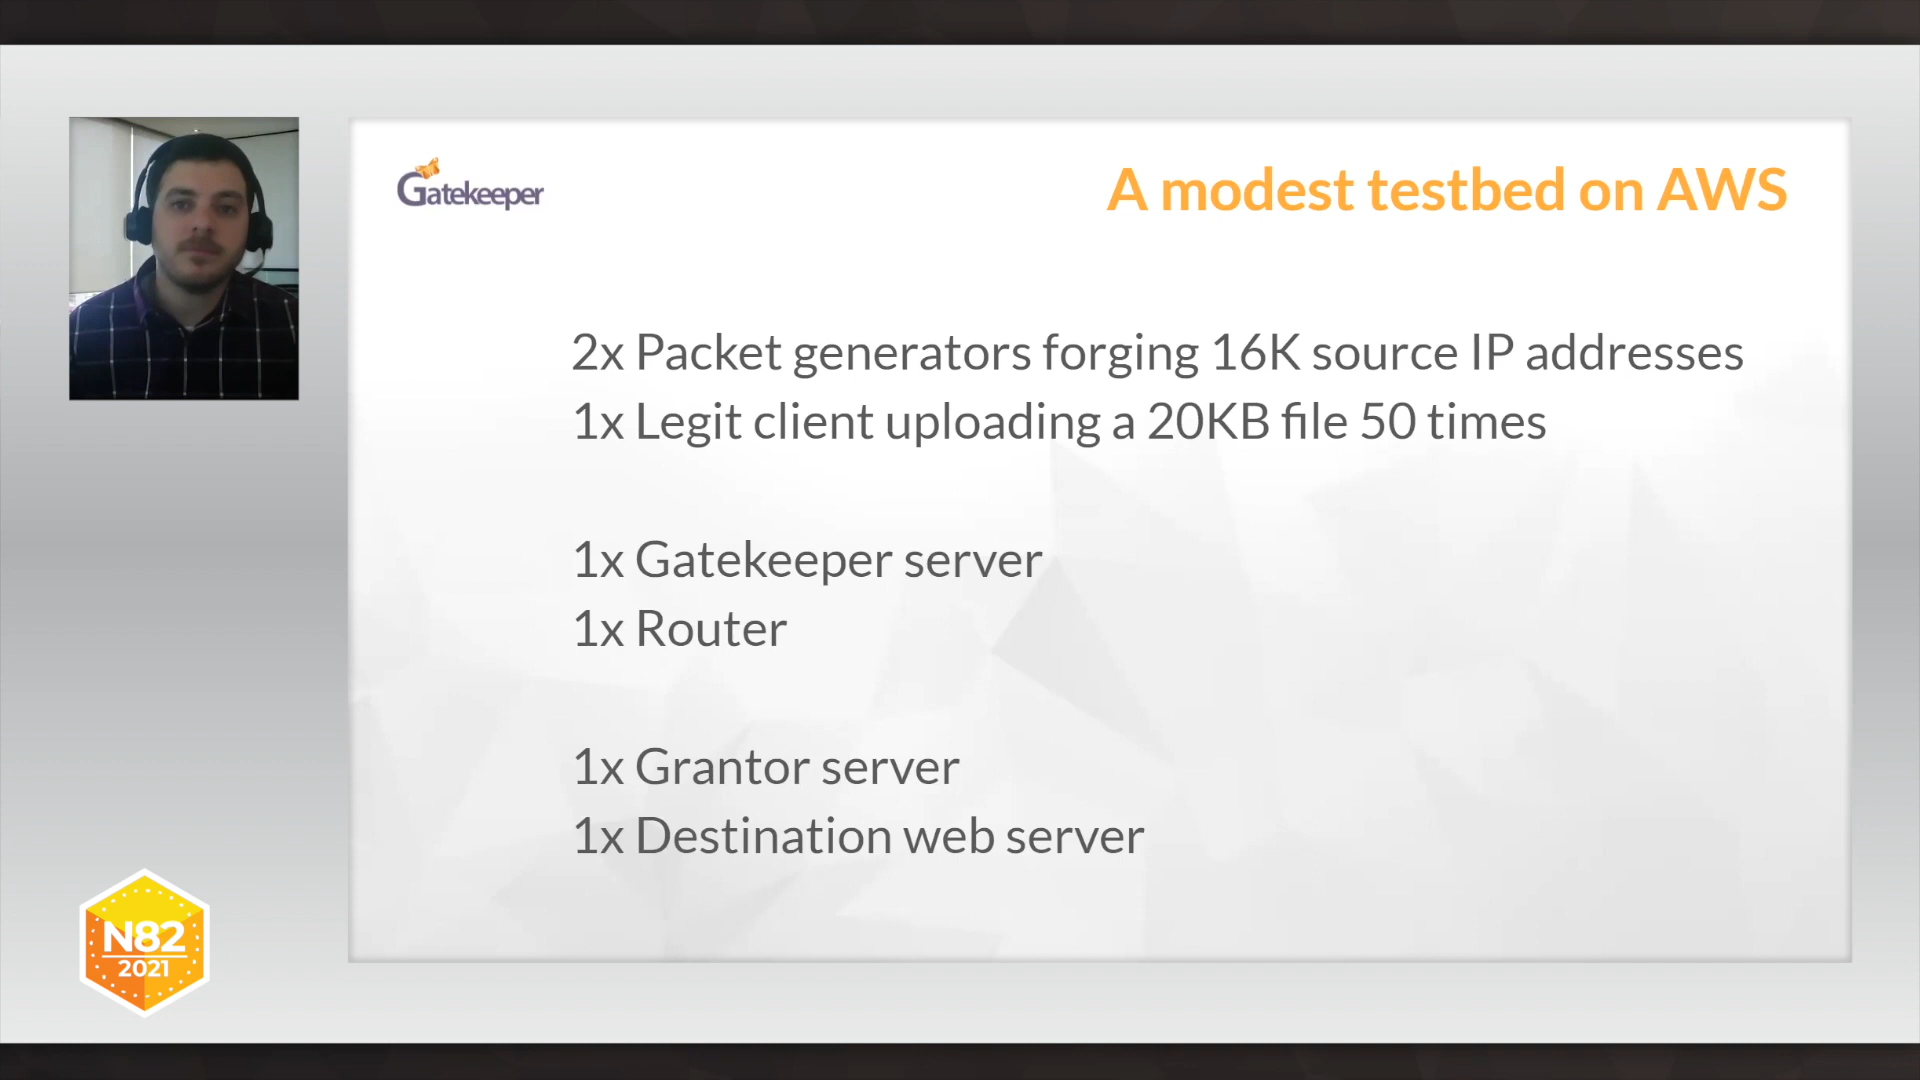 Gatekeeper
A modest testbed on AWS
2x Packet generators forging 16K source IP addresses
1x Legit client uploading a 20KB file 50 times
1x Gatekeeper server
1x Router
1x Grantor server
1x Destination web server
N82
2021